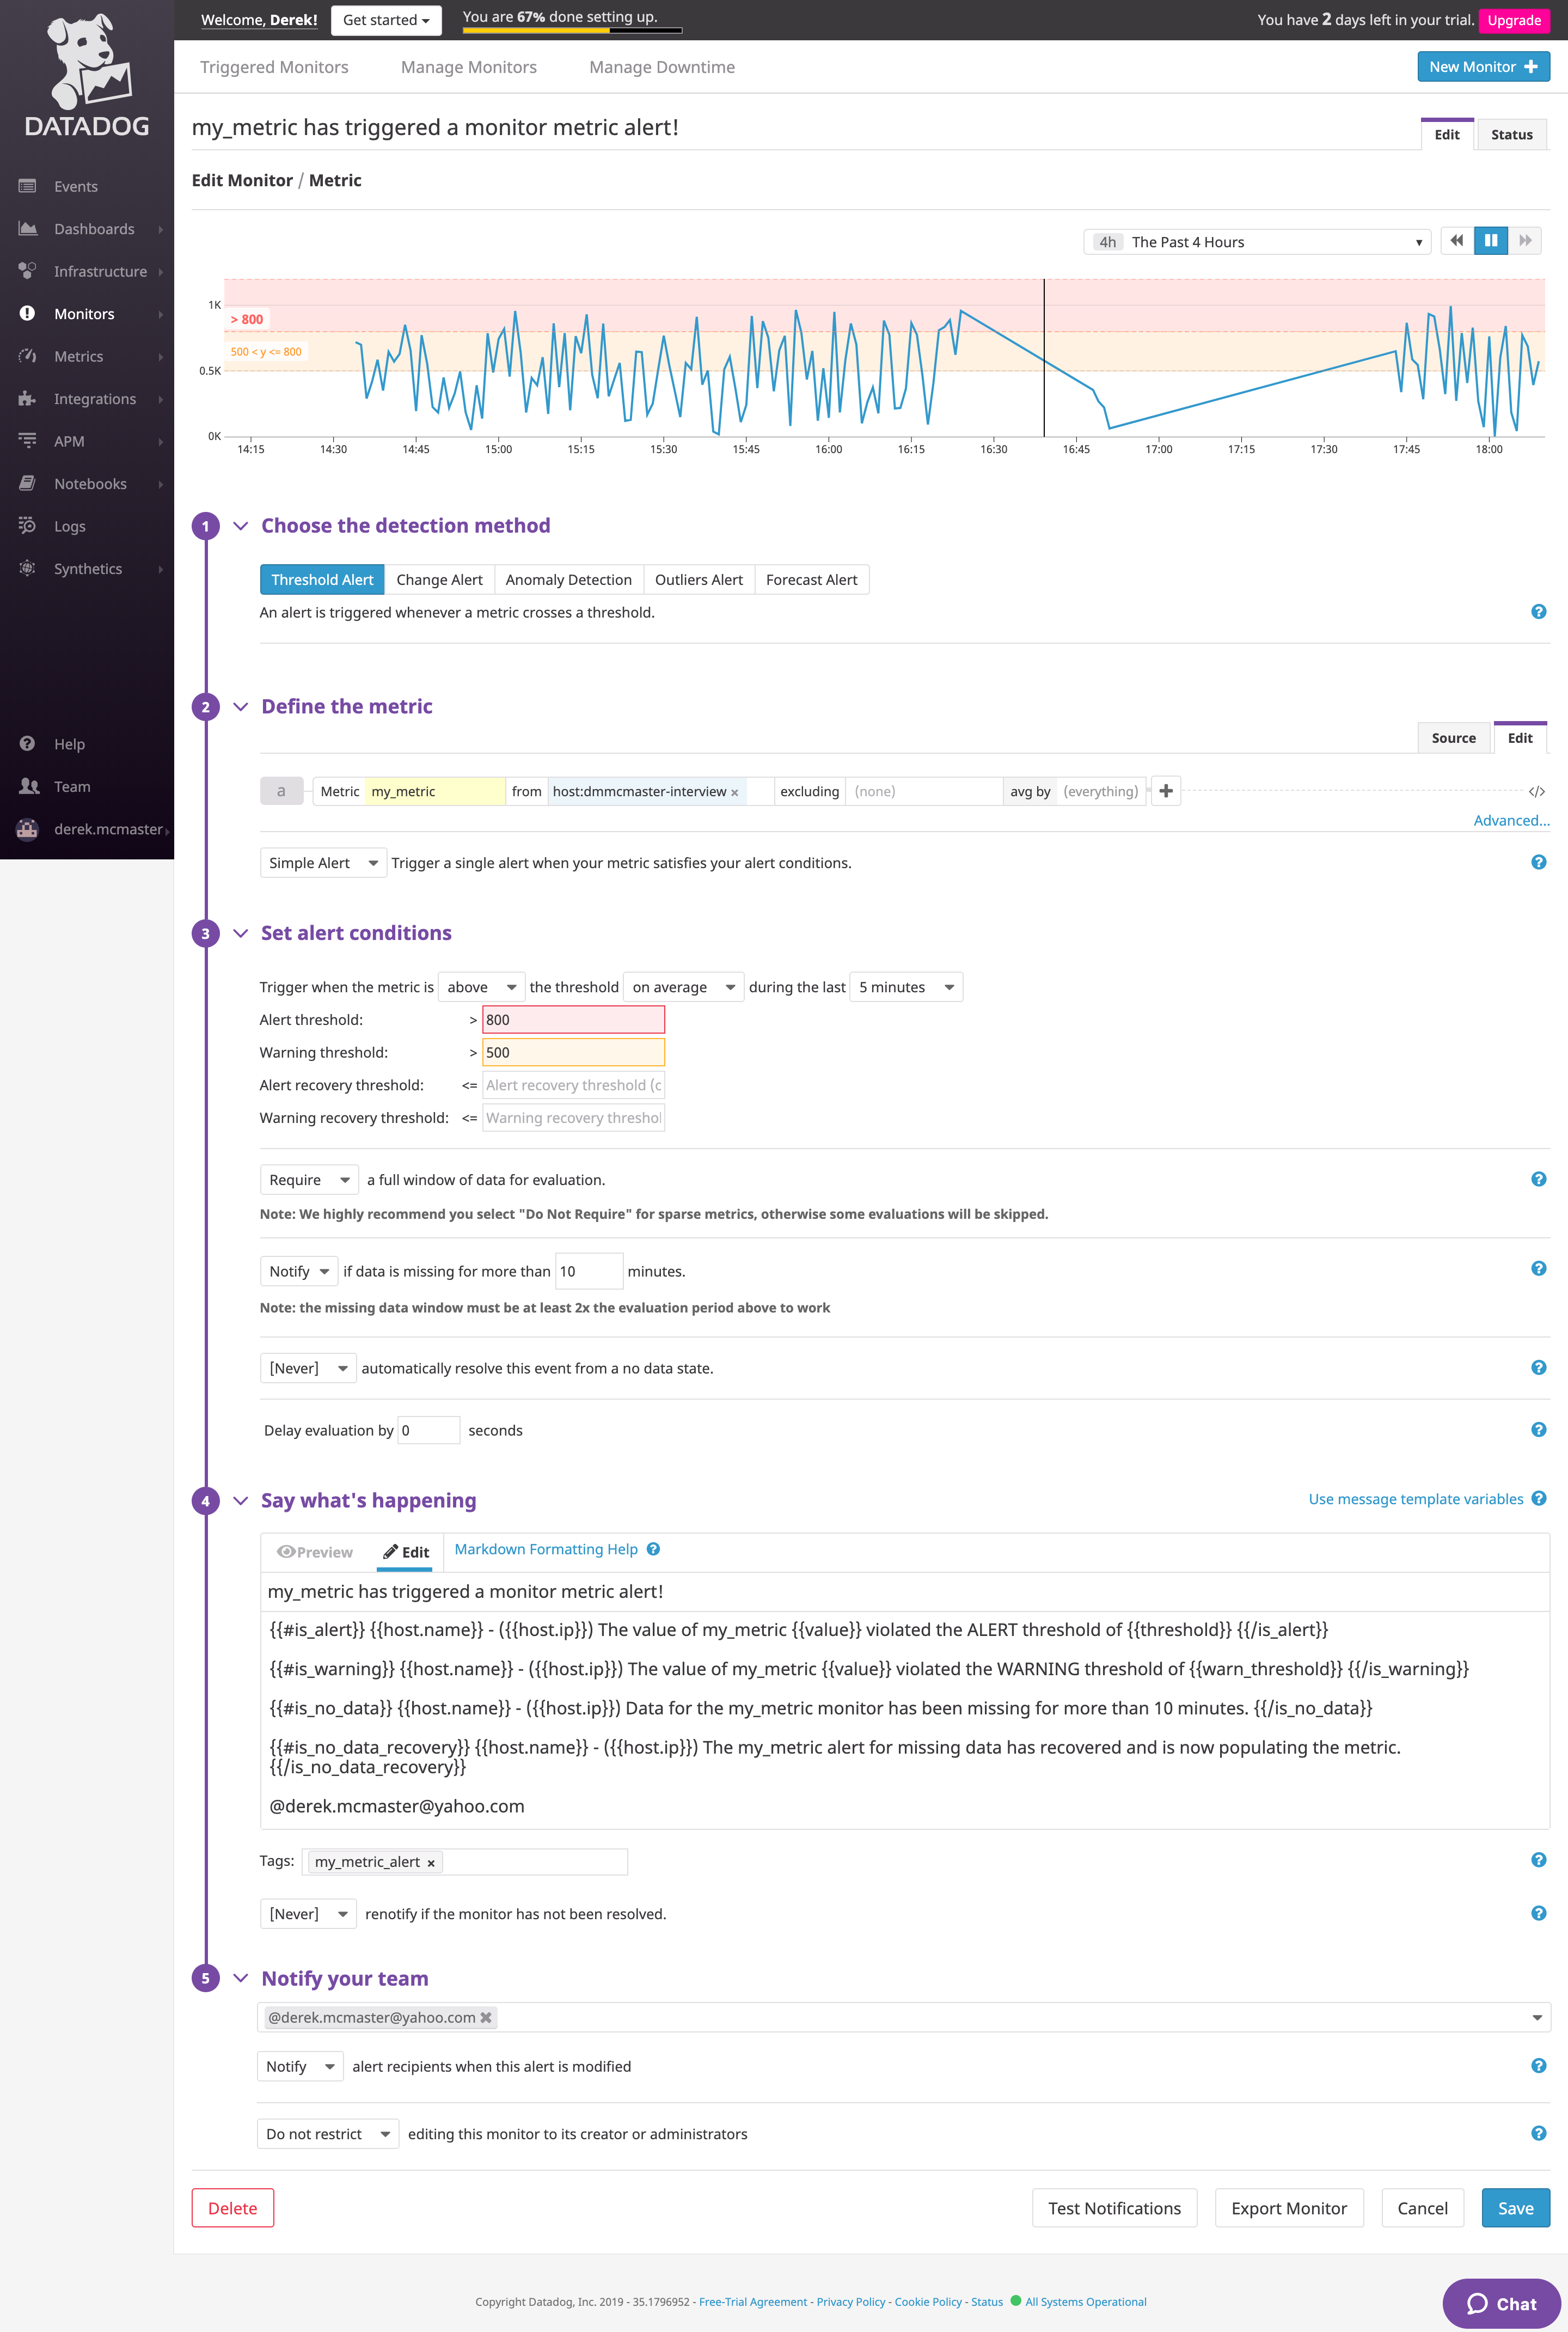 DATADOG
Welcome, Derek!
Get started
You are 67% done setting up.
You have 2 days left in your trial. Upgrade
Triggered Monitors
Manage Monitors
Manage Downtime
New Monitor
Events
Dashboards
Infrastructure
Monitors
Metrics
Integrations
APM
Notebooks
Logs
Synthetics
Help
Team
derek.mcmaster
my_metric has triggered a monitor metric alert!
Edit
Status
Edit Monitor / Metric
4h The Past 4 Hours
1K
> 800
500 < y <= 800
0.5K
0K
14:15 14:30 14:45 15:00 15:15 15:30 15:45 16:00 16:15 16:30 16:45 17:00 17:15 17:30 17:45 18:00
1 Choose the detection method
Threshold Alert Change Alert Anomaly Detection Outliers Alert Forecast Alert
An alert is triggered whenever a metric crosses a threshold.
2 Define the metric
Source Edit
a Metric my_metric from host:dmmcmaster-interview × excluding (none) avg by (everything) </>
Advanced...
Simple Alert Trigger a single alert when your metric satisfies your alert conditions.
3 Set alert conditions
Trigger when the metric is above the threshold on average during the last 5 minutes
Alert threshold: > 800
Warning threshold: > 500
Alert recovery threshold: <= Alert recovery threshold (c
Warning recovery threshold: <= Warning recovery threshol
Require a full window of data for evaluation.
Note: We highly recommend you select "Do Not Require" for sparse metrics, otherwise some evaluations will be skipped.
Notify if data is missing for more than 10 minutes.
Note: the missing data window must be at least 2x the evaluation period above to work
[Never] automatically resolve this event from a no data state.
Delay evaluation by 0 seconds
4 Say what's happening
Use message template variables
Preview Edit Markdown Formatting Help
my_metric has triggered a monitor metric alert!
{{#is_alert}} {{host.name}} - ({{host.ip}}) The value of my_metric {{value}} violated the ALERT threshold of {{threshold}} {{/is_alert}}
{{#is_warning}} {{host.name}} - ({{host.ip}}) The value of my_metric {{value}} violated the WARNING threshold of {{warn_threshold}} {{/is_warning}}
{{#is_no_data}} {{host.name}} - ({{host.ip}}) Data for the my_metric monitor has been missing for more than 10 minutes. {{/is_no_data}}
{{#is_no_data_recovery}} {{host.name}} - ({{host.ip}}) The my_metric alert for missing data has recovered and is now populating the metric.
{{/is_no_data_recovery}}
@derek.mcmaster@yahoo.com
Tags: my_metric_alert ×
[Never] renotify if the monitor has not been resolved.
5 Notify your team
@derek.mcmaster@yahoo.com
Notify alert recipients when this alert is modified
Do not restrict editing this monitor to its creator or administrators
Delete
Test Notifications
Export Monitor
Cancel
Save
Copyright Datadog, Inc. 2019 - 35.1796952 - Free-Trial Agreement - Privacy Policy - Cookie Policy - Status All Systems Operational
Chat